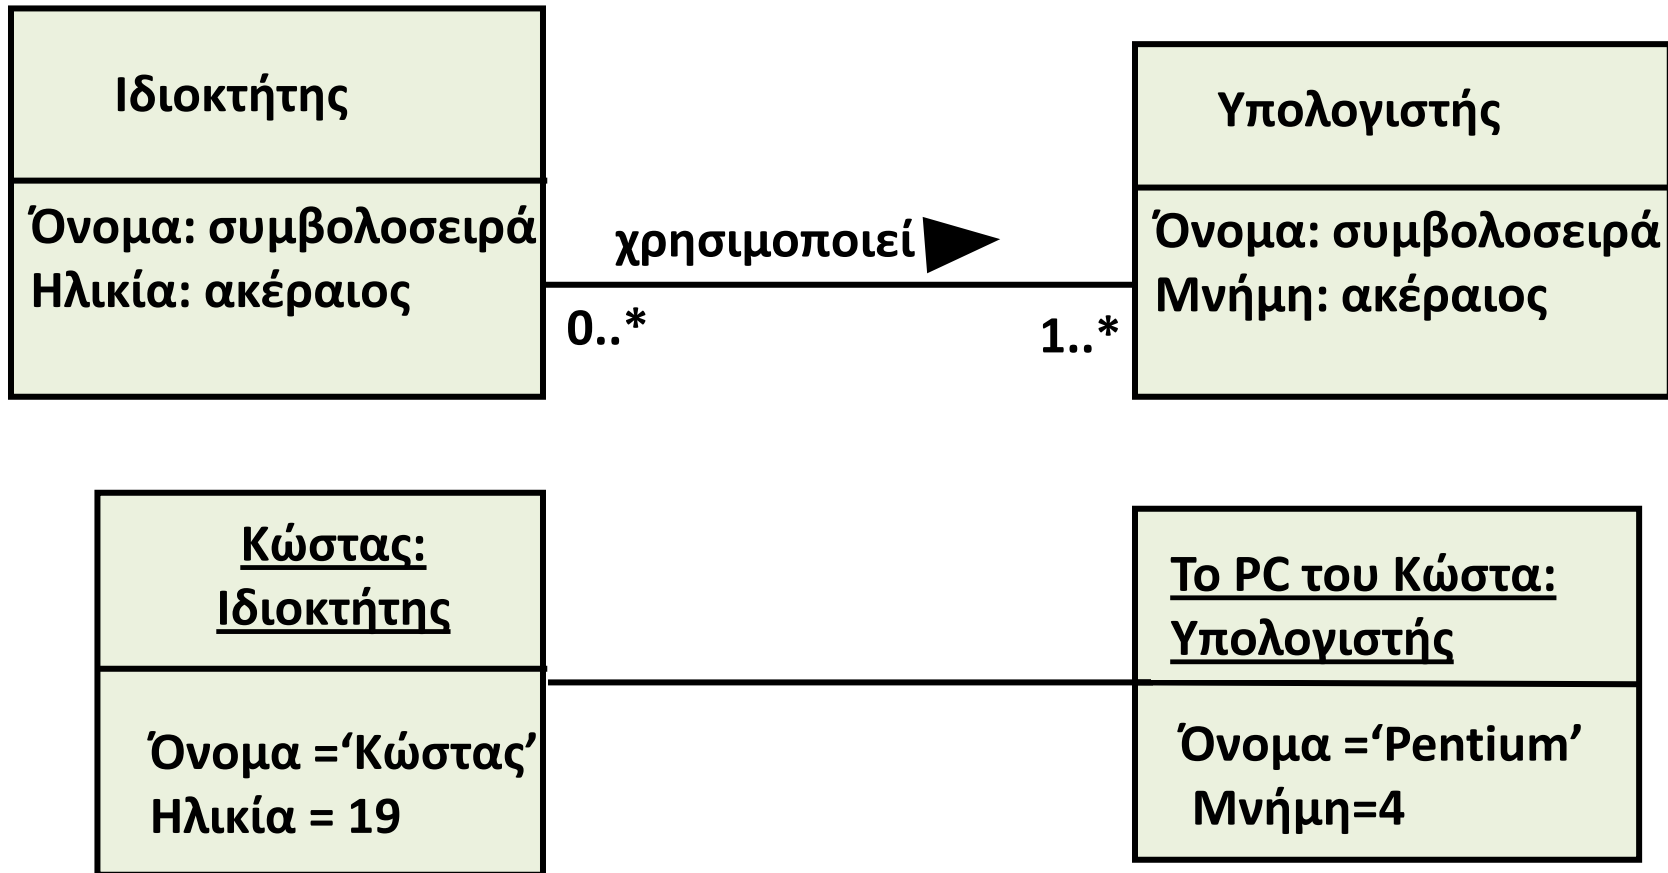 Ιδιοκτήτης
Όνομα: συμβολοσειρά
Ηλικία: ακέραιος
χρησιμοποιεί
0..*
1..*
Υπολογιστής
Όνομα: συμβολοσειρά
Μνήμη: ακέραιος
Κώστας:
Ιδιοκτήτης
Όνομα =‘Κώστας’
Ηλικία = 19
Το PC του Κώστα:
Υπολογιστής
Όνομα =‘Pentium’
Μνήμη=4